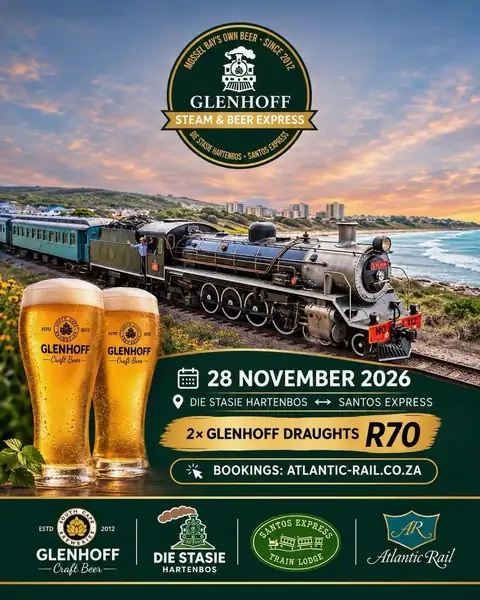 MOSSEL BAY'S OWN BEER • SINCE 2012
GLENHOFF
STEAM & BEER EXPRESS
DIE STASIE HARTENBOS • SANTOS EXPRESS
ESTD 2012
GLENHOFF
Craft Beer
ESTD 2012
GLENHOFF
Craft Beer
28 NOVEMBER 2026
DIE STASIE HARTENBOS ↔ SANTOS EXPRESS
2× GLENHOFF DRAUGHTS R70
BOOKINGS: ATLANTIC-RAIL.CO.ZA
SOUTH CAPE
ESTD 2012
GLENHOFF
Craft Beer
DIE STASIE
HARTENBOS
SANTOS EXPRESS
TRAIN LODGE
AR
Atlantic Rail